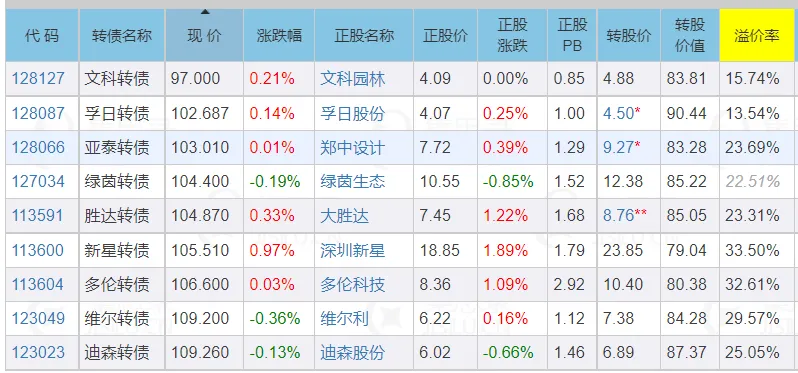 代 码 转债名称 现 价 涨跌幅 正股名称 正股价 正股涨跌 正股PB 转股价 转股价值 溢价率
128127 文科转债 97.000 0.21% 文科园林 4.09 0.00% 0.85 4.88 83.81 15.74%
128087 孚日转债 102.687 0.14% 孚日股份 4.07 0.25% 1.00 4.50* 90.44 13.54%
128066 亚泰转债 103.010 0.01% 郑中设计 7.72 0.39% 1.29 9.27* 83.28 23.69%
127034 绿茵转债 104.400 -0.19% 绿茵生态 10.55 -0.85% 1.52 12.38 85.22 22.51%
113591 胜达转债 104.870 0.33% 大胜达 7.45 1.22% 1.68 8.76** 85.05 23.31%
113600 新星转债 105.510 0.97% 深圳新星 18.85 1.89% 1.79 23.85 79.04 33.50%
113604 多伦转债 106.600 0.03% 多伦科技 8.36 1.09% 2.92 10.40 80.38 32.61%
123049 维尔转债 109.200 -0.36% 维尔利 6.22 0.16% 1.12 7.38 84.28 29.57%
123023 迪森转债 109.260 -0.13% 迪森股份 6.02 -0.66% 1.46 6.89 87.37 25.05%